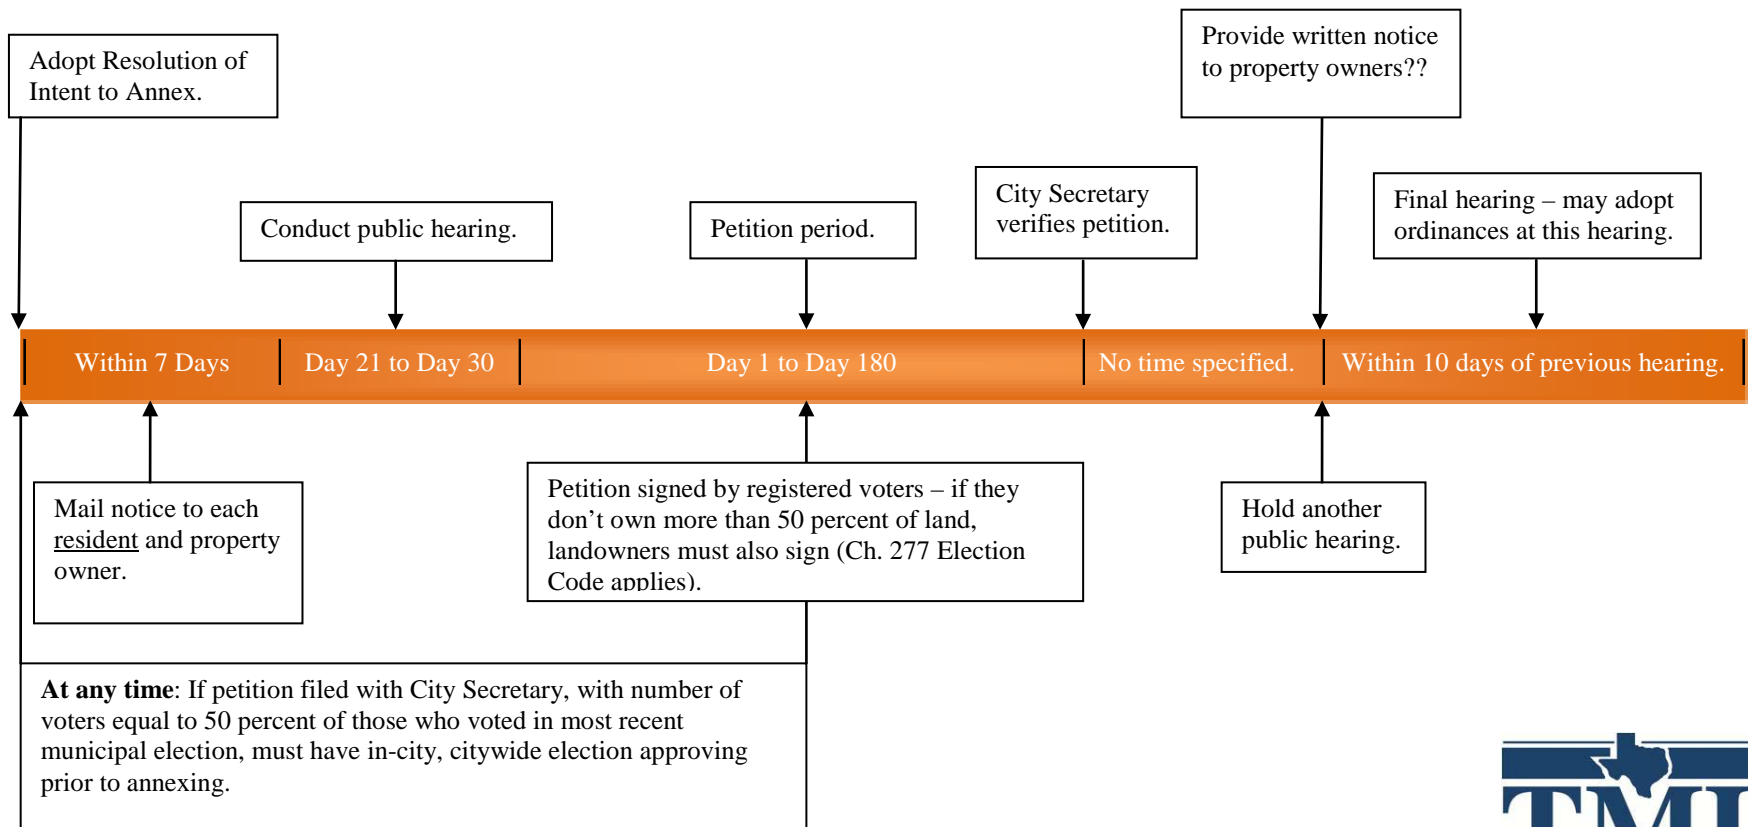 Adopt Resolution of
Intent to Annex.
Provide written notice
to property owners??
Conduct public hearing.
Petition period.
City Secretary
verifies petition.
Final hearing – may adopt
ordinances at this hearing.
Within 7 Days
Day 21 to Day 30
Day 1 to Day 180
No time specified.
Within 10 days of previous hearing.
Mail notice to each
resident and property
owner.
Petition signed by registered voters – if they
don’t own more than 50 percent of land,
landowners must also sign (Ch. 277 Election
Code applies).
Hold another
public hearing.
At any time: If petition filed with City Secretary, with number of
voters equal to 50 percent of those who voted in most recent
municipal election, must have in-city, citywide election approving
prior to annexing.
TML